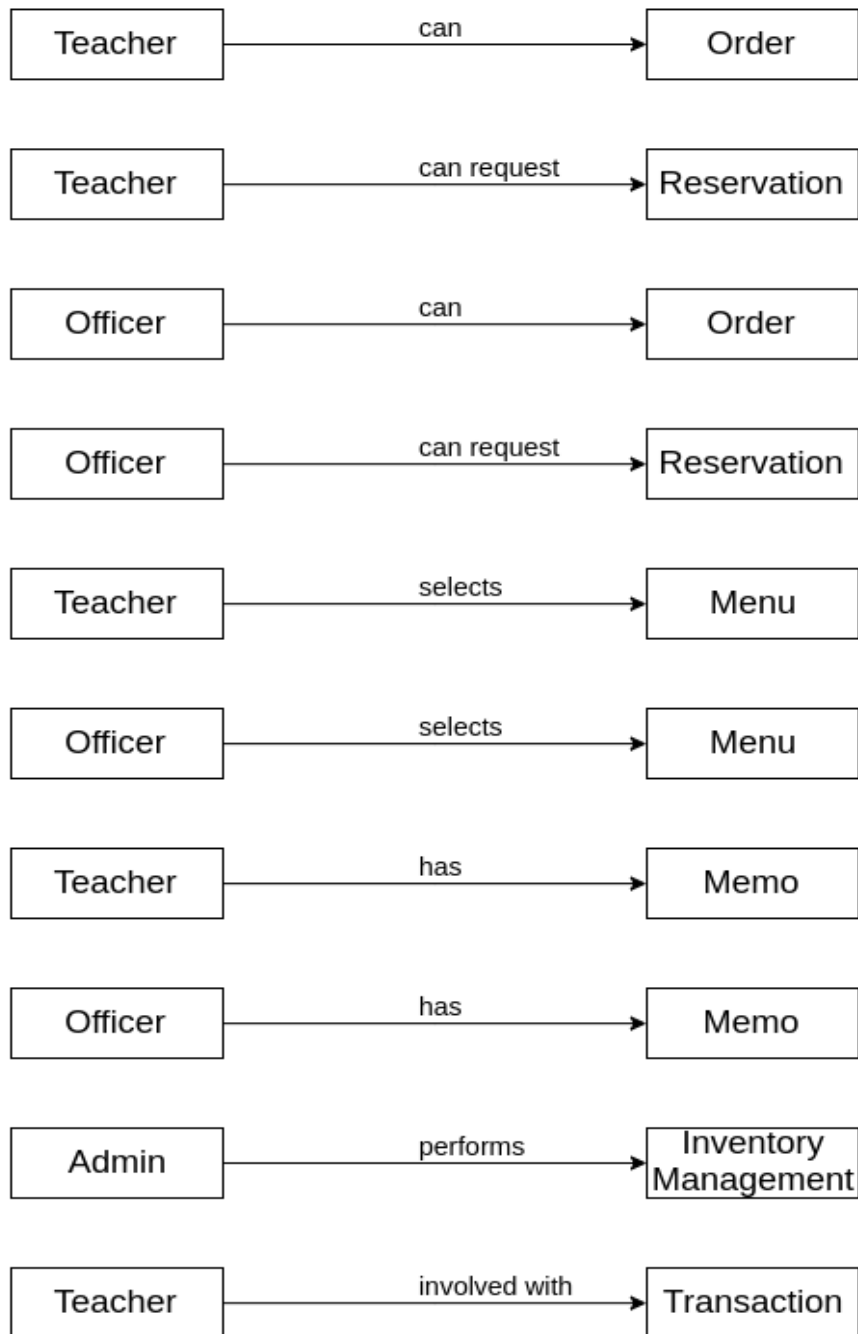 Teacher can Order
Teacher can request Reservation
Officer can Order
Officer can request Reservation
Teacher selects Menu
Officer selects Menu
Teacher has Memo
Officer has Memo
Admin performs Inventory
Management
Teacher involved with Transaction